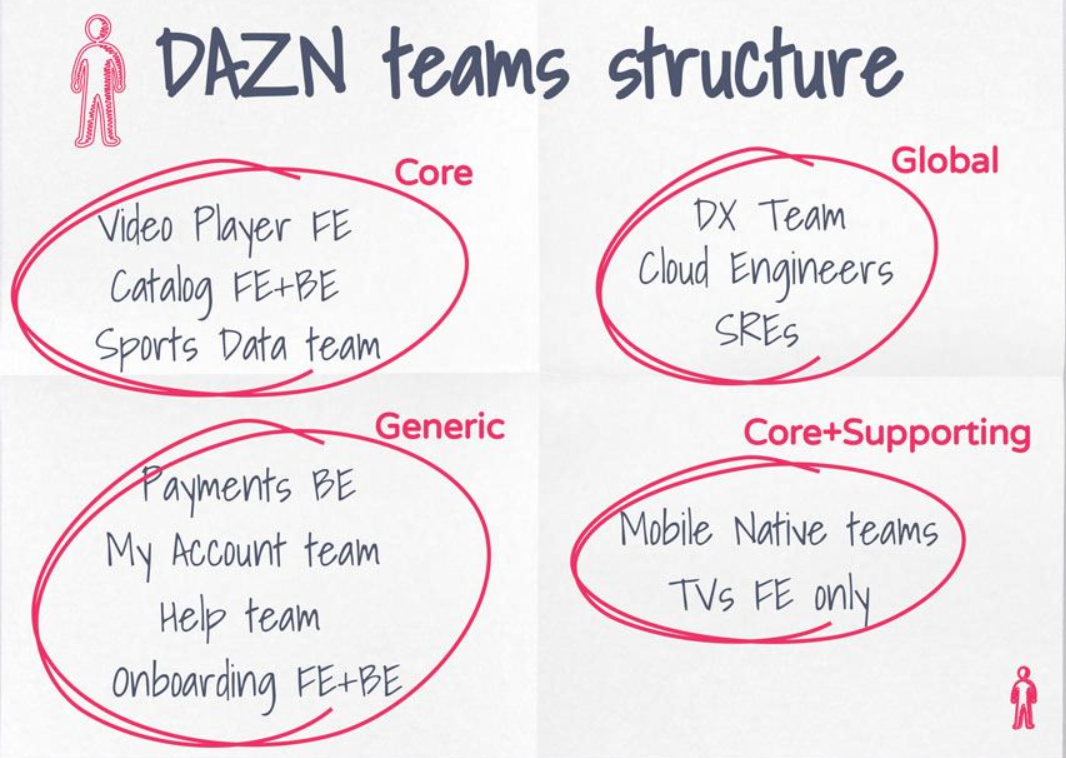 DAZN teams structure
Core
Video Player FE
Catalog FE+BE
Sports Data team
Global
DX Team
Cloud Engineers
SREs
Generic
Payments BE
My Account team
Help team
Onboarding FE+BE
Core+Supporting
Mobile Native teams
TVs FE only